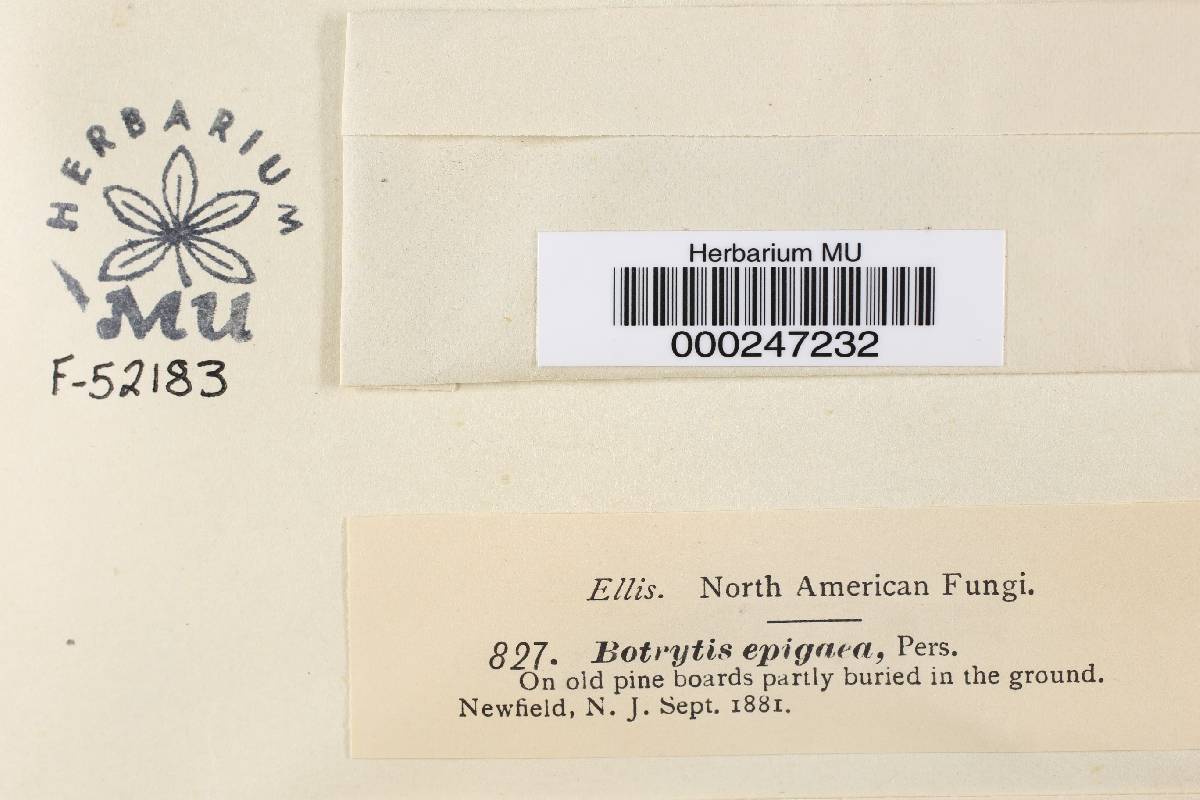 HERBARIUM
MU
F-52183
Herbarium MU
000247232
Ellis. North American Fungi.
827. Botrytis epigaea, Pers.
On old pine boards partly buried in the ground.
Newfield, N. J. Sept. 1881.